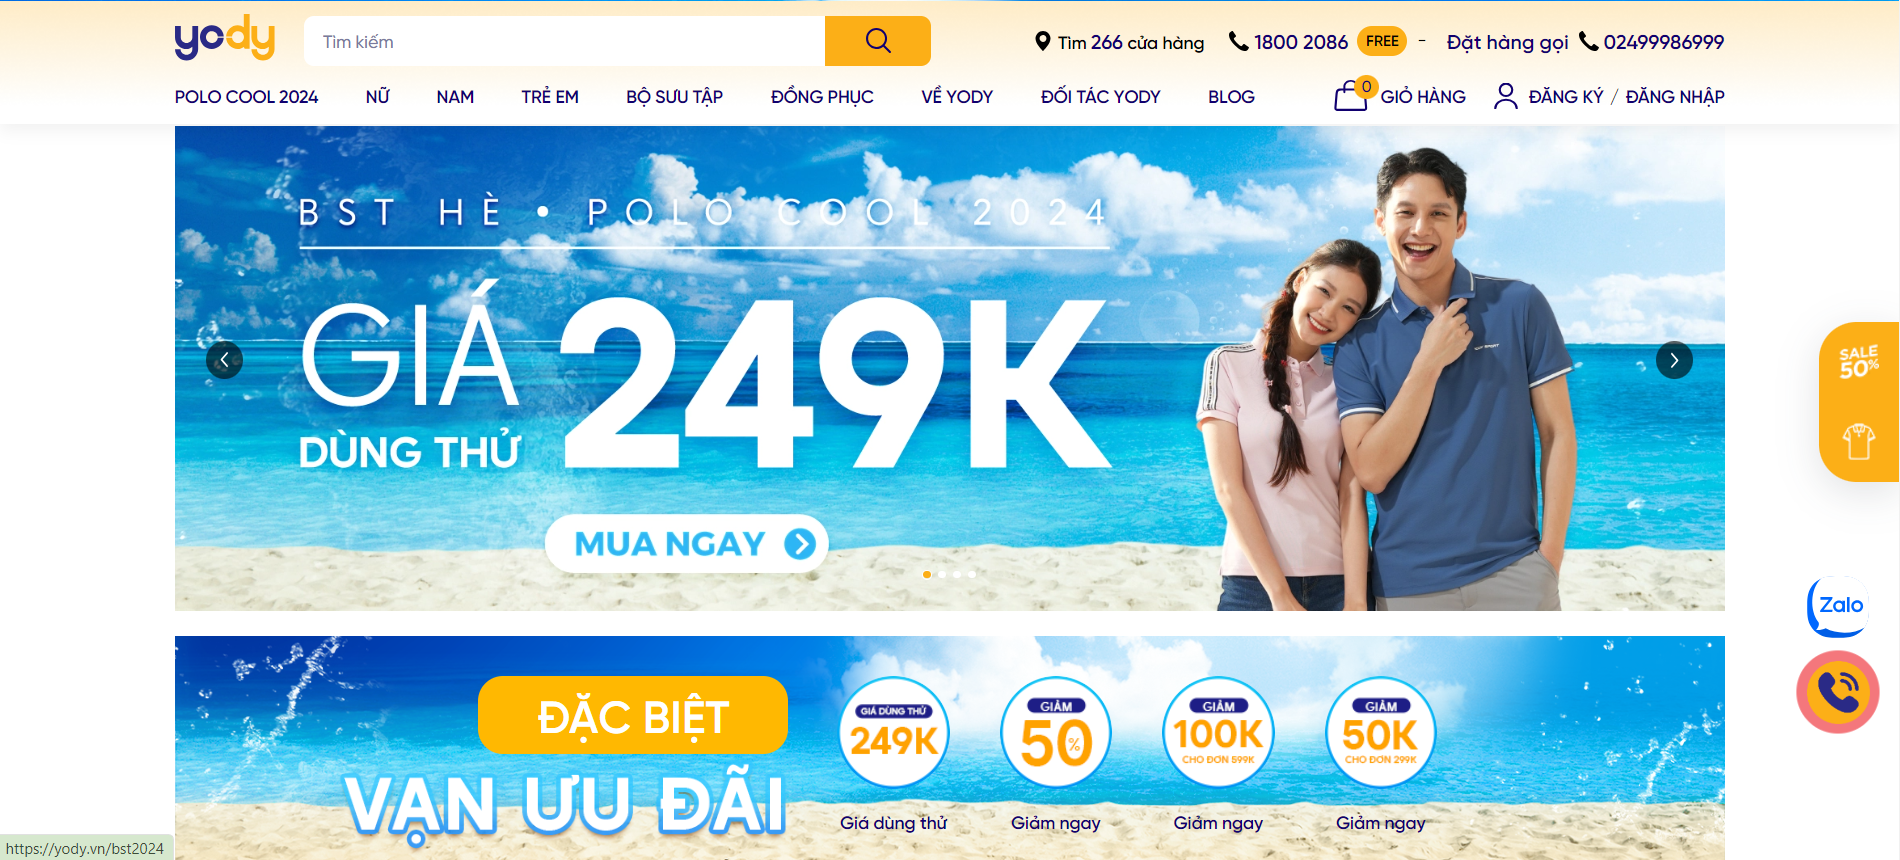 yody
Tìm kiếm
Tìm 266 cửa hàng
1800 2086 FREE - Đặt hàng gọi 02499986999
POLO COOL 2024 NỮ NAM TRẺ EM BỘ SƯU TẬP ĐỒNG PHỤC VỀ YODY ĐỐI TÁC YODY BLOG
0
GIỎ HÀNG
ĐĂNG KÝ / ĐĂNG NHẬP
BST HÈ • POLO COOL 2024
GIÁ
DÙNG THỬ
249K
MUA NGAY
SALE
50%
Zalo
ĐẶC BIỆT
VẠN ƯU ĐÃI
GIÁ DÙNG THỬ
249K
Giá dùng thử
GIẢM
50%
Giảm ngay
GIẢM
100K
CHO ĐƠN 599K
Giảm ngay
GIẢM
50K
CHO ĐƠN 299K
Giảm ngay
https://yody.vn/bst2024